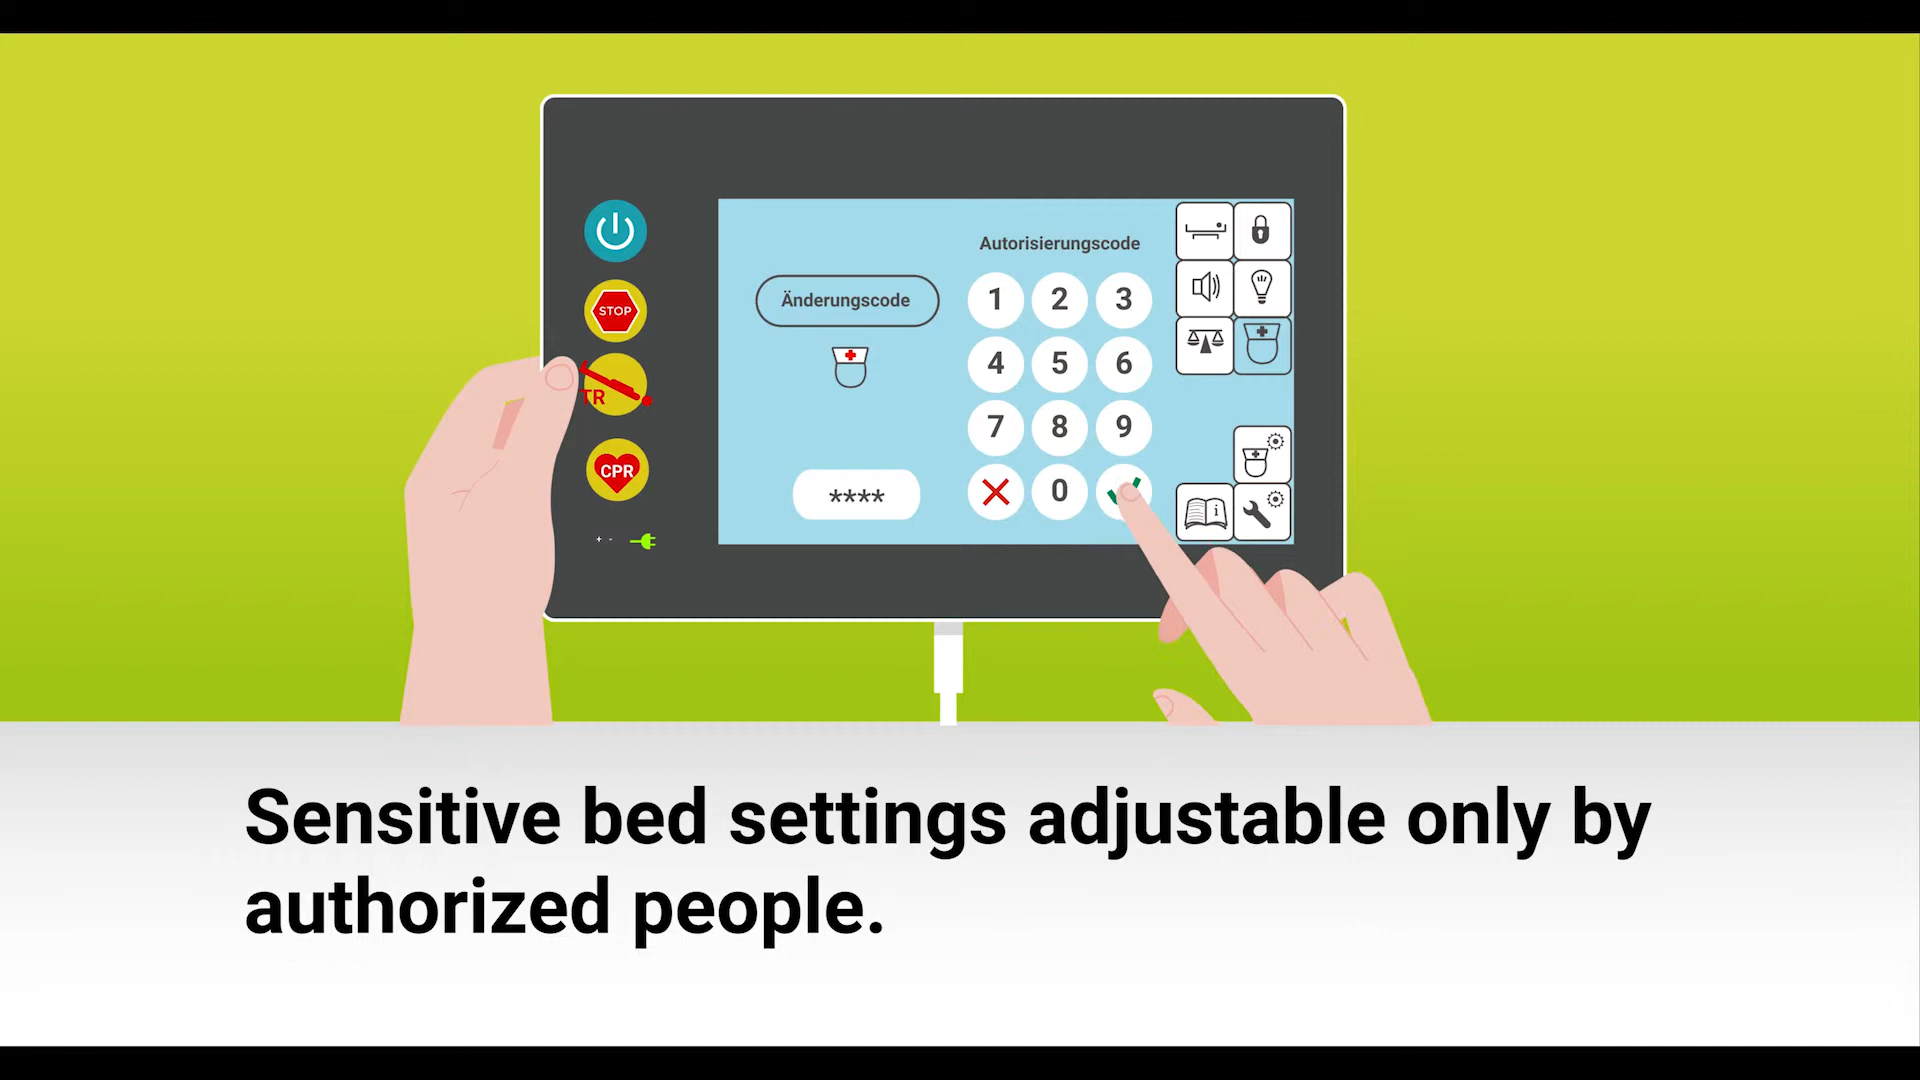 STOP
TR
CPR
+ -
Änderungscode
****
Autorisierungscode
1 2 3
4 5 6
7 8 9
0
i
Sensitive bed settings adjustable only by
authorized people.